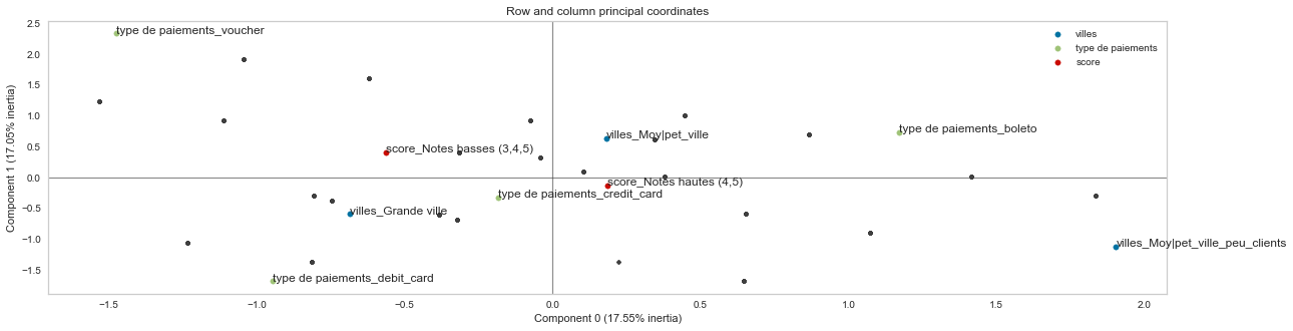 Row and column principal coordinates
2.5
2.0
1.5
1.0
0.5
0.0
−0.5
−1.0
−1.5
Component 1 (17.05% inertia)
type de paiements_voucher
villes
type de paiements
score
type de paiements_boleto
villes_Moy|pet_ville
score_Notes basses (3,4,5)
score_Notes hautes (4,5)
type de paiements_credit_card
villes_Grande ville
villes_Moy|pet_ville_peu_clients
type de paiements_debit_card
−1.5
−1.0
−0.5
0.0
0.5
1.0
1.5
2.0
Component 0 (17.55% inertia)